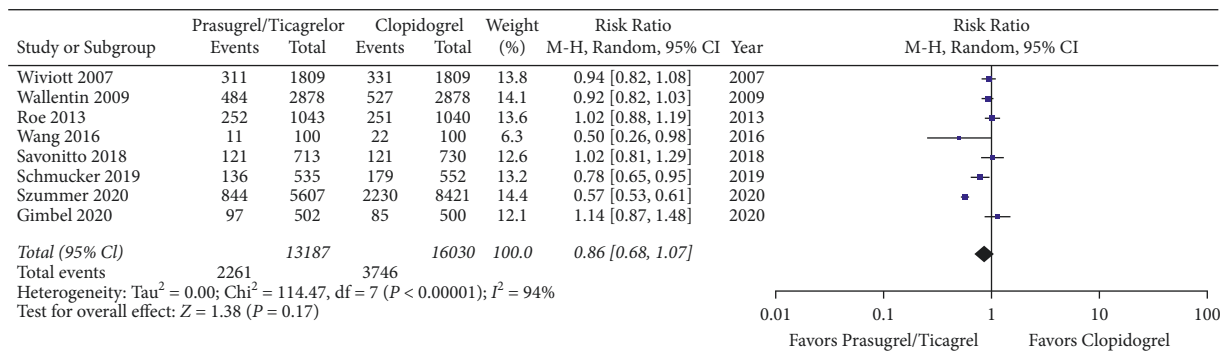 Prasugrel/Ticagrelor Clopidogrel Weight Risk Ratio Risk Ratio
Study or Subgroup Events Total Events Total (%) M-H, Random, 95% CI Year M-H, Random, 95% CI
Wiviott 2007 311 1809 331 1809 13.8 0.94 [0.82, 1.08] 2007
Wallentin 2009 484 2878 527 2878 14.1 0.92 [0.82, 1.03] 2009
Roe 2013 252 1043 251 1040 13.6 1.02 [0.88, 1.19] 2013
Wang 2016 11 100 22 100 6.3 0.50 [0.26, 0.98] 2016
Savonitto 2018 121 713 121 730 12.6 1.02 [0.81, 1.29] 2018
Schmucker 2019 136 535 179 552 13.2 0.78 [0.65, 0.95] 2019
Szummer 2020 844 5607 2230 8421 14.4 0.57 [0.53, 0.61] 2020
Gimbel 2020 97 502 85 500 12.1 1.14 [0.87, 1.48] 2020
Total (95% Cl) 13187 16030 100.0 0.86 [0.68, 1.07]
Total events 2261 3746
Heterogeneity: Tau² = 0.00; Chi² = 114.47, df = 7 (P < 0.00001); I² = 94%
Test for overall effect: Z = 1.38 (P = 0.17)
0.01 0.1 1 10 100
Favors Prasugrel/Ticagrel Favors Clopidogrel